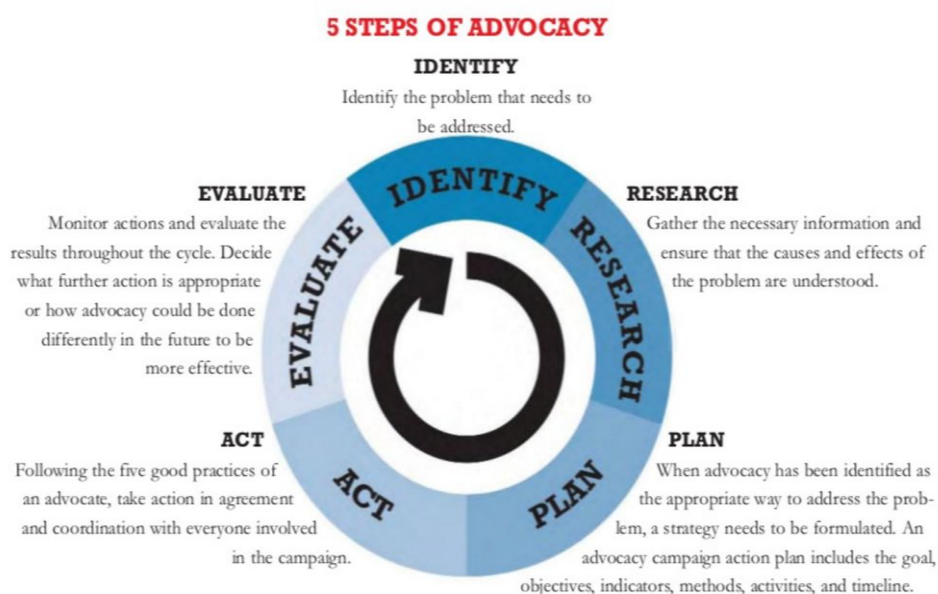 5 STEPS OF ADVOCACY
IDENTIFY
Identify the problem that needs to
be addressed.
IDENTIFY
RESEARCH
PLAN
ACT
EVALUATE
RESEARCH
Gather the necessary information and
ensure that the causes and effects of
the problem are understood.
PLAN
When advocacy has been identified as
the appropriate way to address the prob-
lem, a strategy needs to be formulated. An
advocacy campaign action plan includes the goal,
objectives, indicators, methods, activities, and timeline.
ACT
Following the five good practices of
an advocate, take action in agreement
and coordination with everyone involved
in the campaign.
EVALUATE
Monitor actions and evaluate the
results throughout the cycle. Decide
what further action is appropriate
or how advocacy could be done
differently in the future to be
more effective.